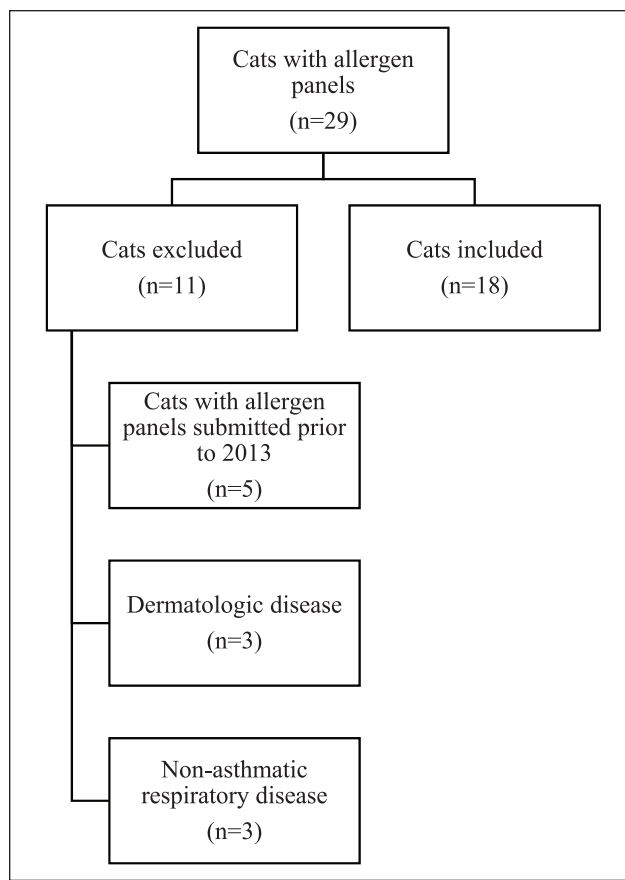 Cats with allergen
panels
(n=29)
Cats excluded
(n=11)
Cats included
(n=18)
Cats with allergen
panels submitted prior
to 2013
(n=5)
Dermatologic disease
(n=3)
Non-asthmatic
respiratory disease
(n=3)